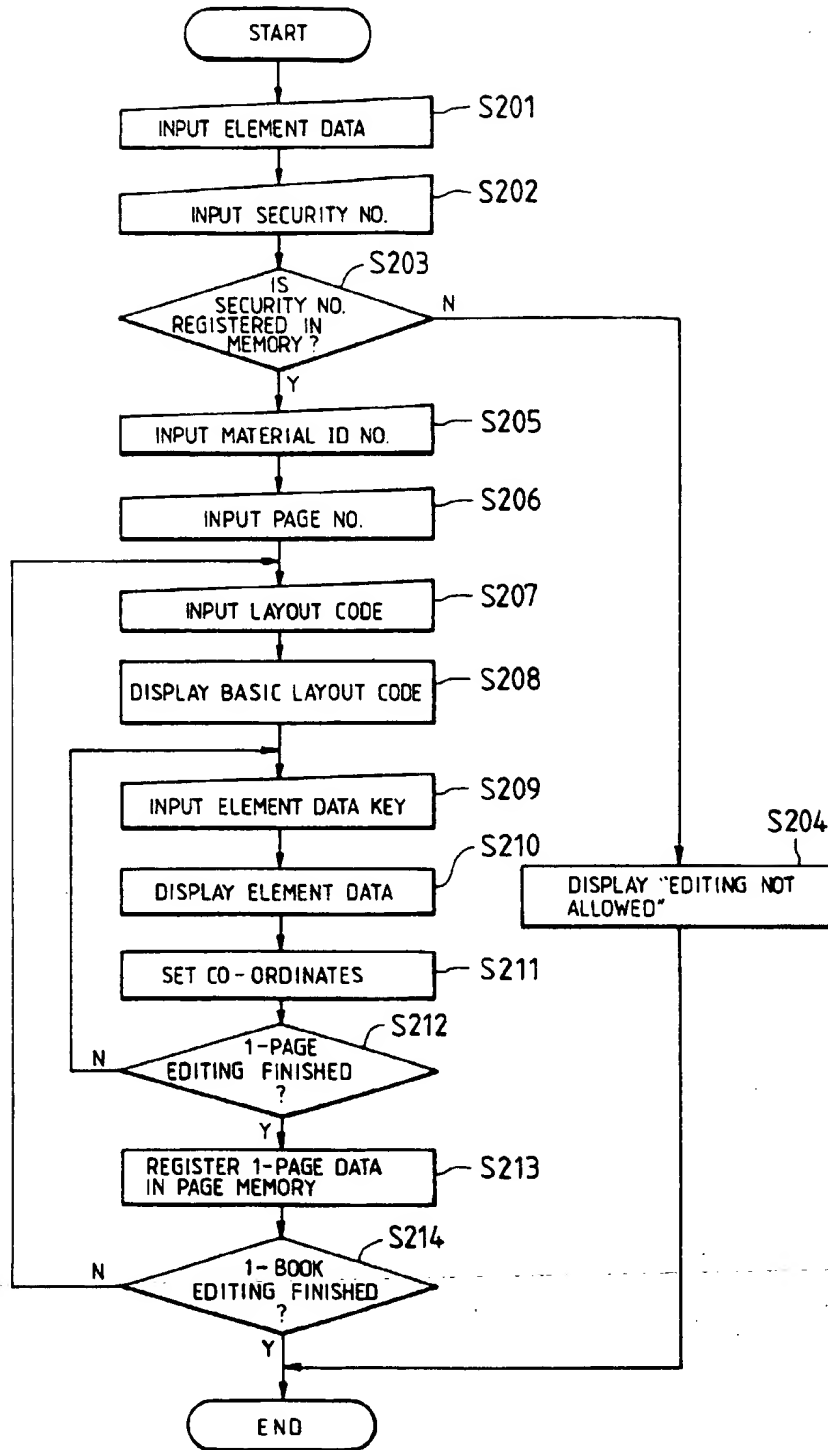 START
INPUT ELEMENT DATA
S201
INPUT SECURITY NO.
S202
S203
IS
SECURITY NO.
REGISTERED IN
MEMORY ?
N
Y
INPUT MATERIAL ID NO.
S205
INPUT PAGE NO.
S206
INPUT LAYOUT CODE
S207
DISPLAY BASIC LAYOUT CODE
S208
INPUT ELEMENT DATA KEY
S209
S210
DISPLAY ELEMENT DATA
S204
DISPLAY "EDITING NOT
ALLOWED"
SET CO-ORDINATES
S211
S212
1-PAGE
EDITING FINISHED
?
N
Y
REGISTER 1-PAGE DATA
IN PAGE MEMORY
S213
S214
1-BOOK
EDITING FINISHED
?
N
Y
END